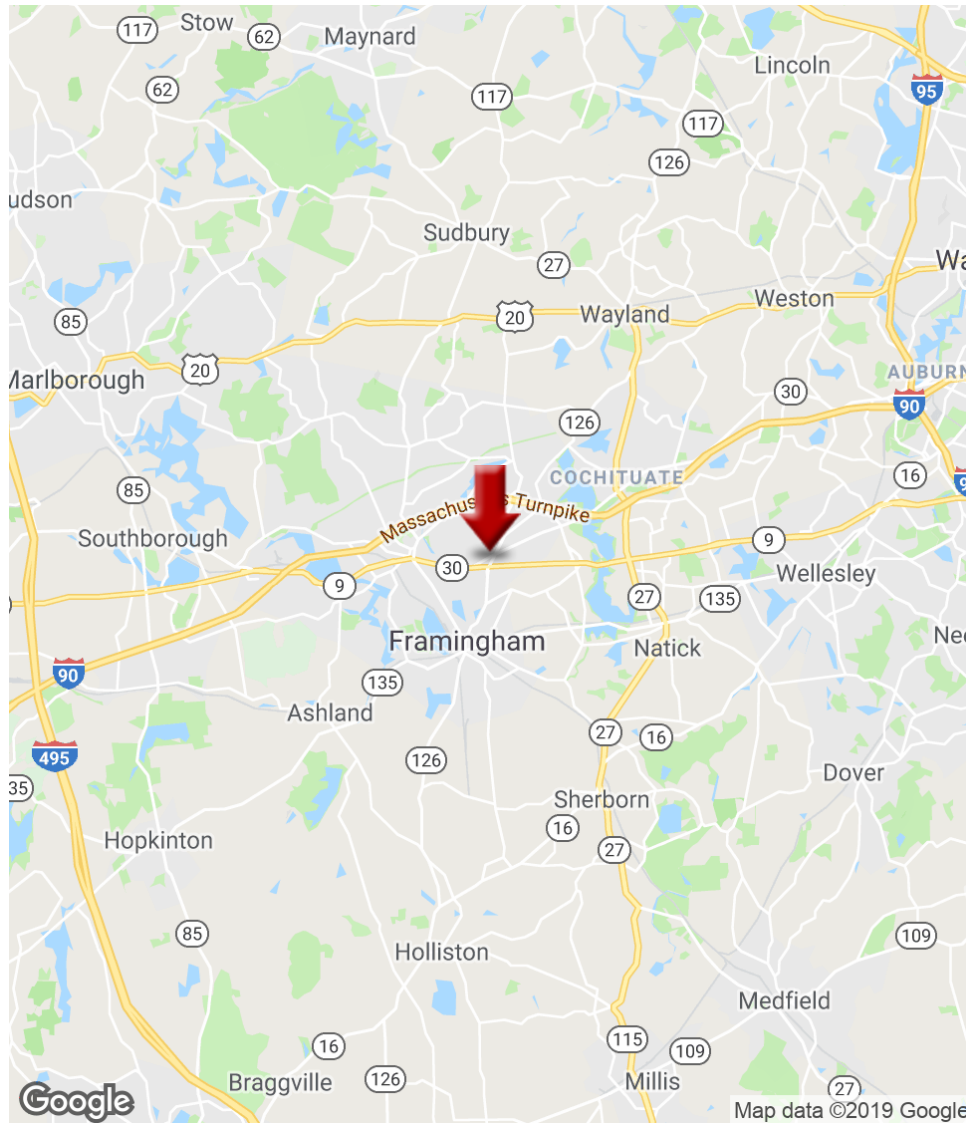 117
Stow
62
Maynard
Lincoln
95
62
117
117
126
udson
Sudbury
27
Wa
Weston
85
20
Wayland
20
Marlborough
AUBURN
30
90
126
COCHITUATE
16
9
85
Massachus s Turnpike
Southborough
9
30
9
Wellesley
27
135
Framingham
Natick
Nee
90
135
Ashland
27
16
495
126
Dover
35
Sherborn
16
Hopkinton
27
85
109
Holliston
Medfield
115
16
109
Braggville
126
Millis
27
Google
Map data ©2019 Google